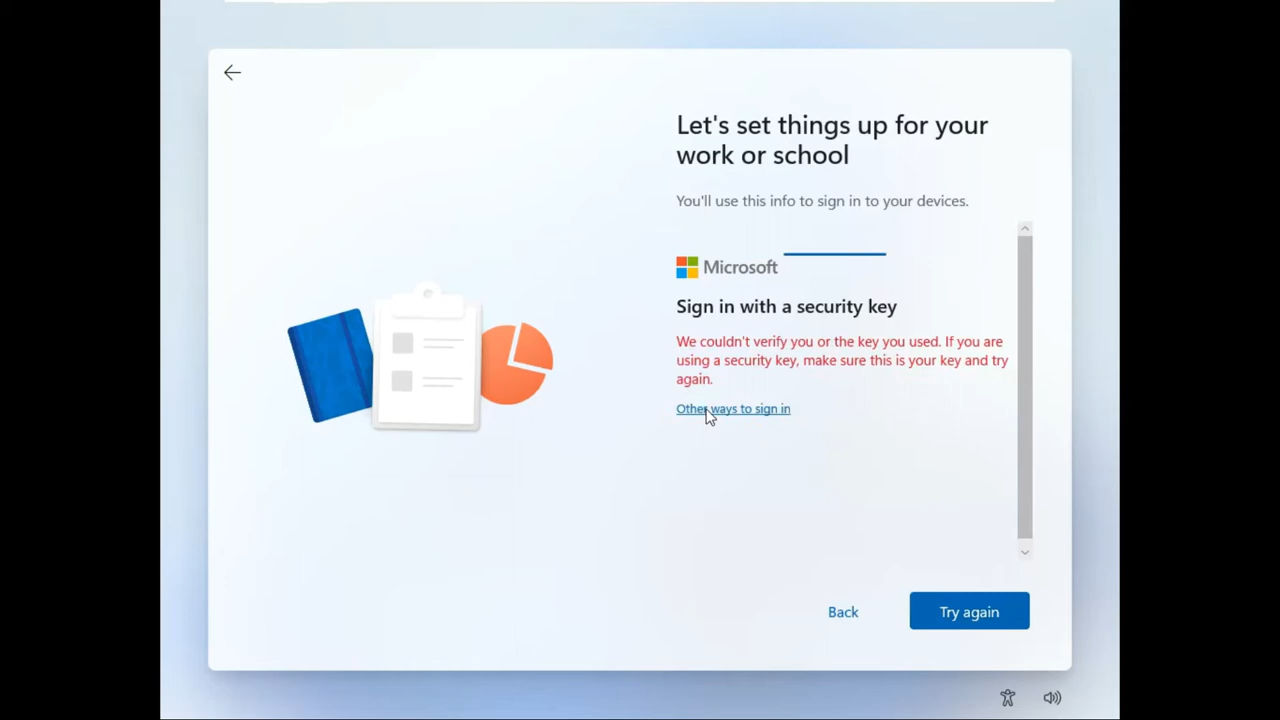 Let's set things up for your
work or school
You'll use this info to sign in to your devices.
Microsoft
Sign in with a security key
We couldn't verify you or the key you used. If you are
using a security key, make sure this is your key and try
again.
Other ways to sign in
Back
Try again